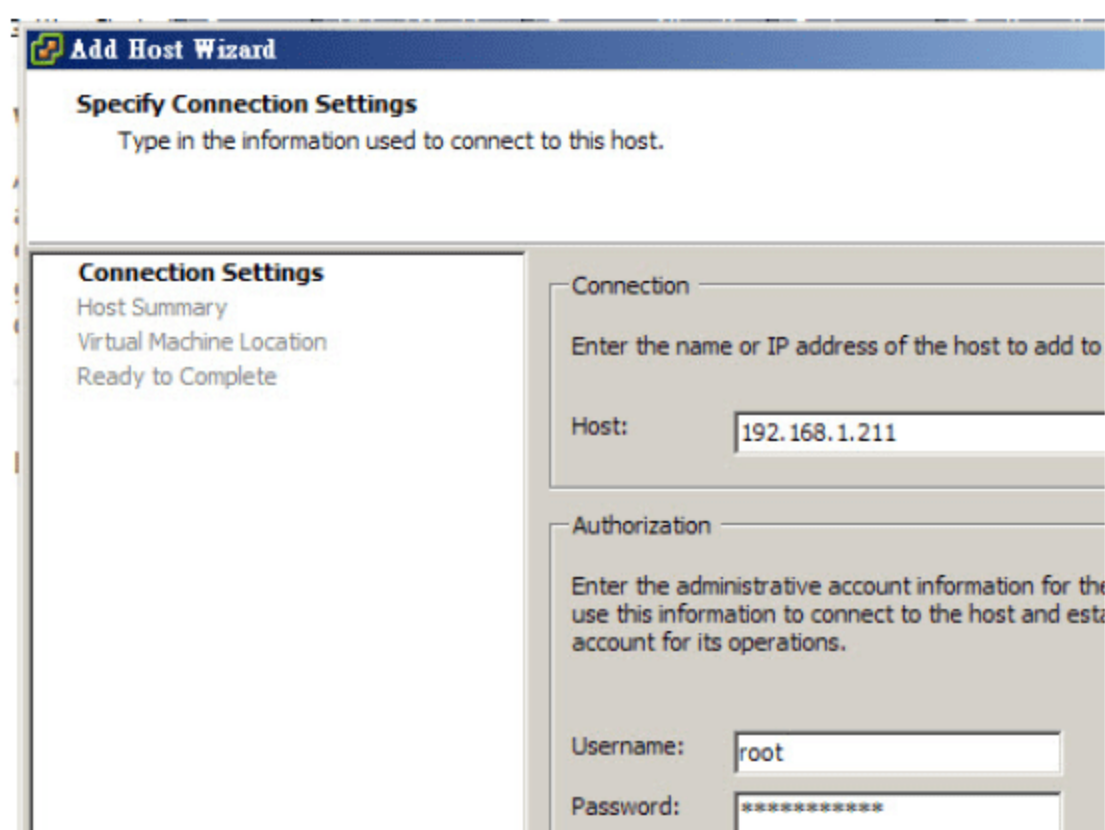 Add Host Wizard
Specify Connection Settings
Type in the information used to connect to this host.
Connection Settings
Host Summary
Virtual Machine Location
Ready to Complete
Connection
Enter the name or IP address of the host to add to
Host:
192.168.1.211
Authorization
Enter the administrative account information for the
use this information to connect to the host and esta
account for its operations.
Username:
root
Password:
***********